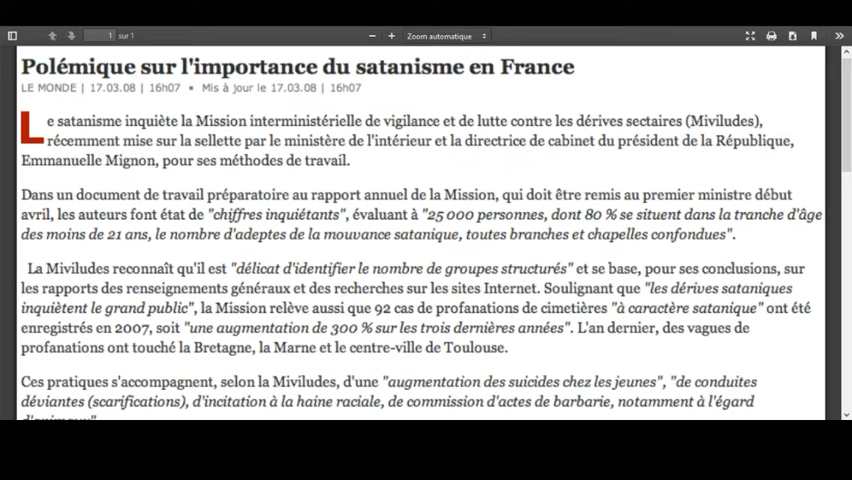 1 sur 1 Zoom automatique
Polémique sur l'importance du satanisme en France
LE MONDE | 17.03.08 | 16h07 • Mis à jour le 17.03.08 | 16h07
Le satanisme inquiète la Mission interministérielle de vigilance et de lutte contre les dérives sectaires (Miviludes),
récemment mise sur la sellette par le ministère de l'intérieur et la directrice de cabinet du président de la République,
Emmanuelle Mignon, pour ses méthodes de travail.
Dans un document de travail préparatoire au rapport annuel de la Mission, qui doit être remis au premier ministre début
avril, les auteurs font état de "chiffres inquiétants", évaluant à "25 000 personnes, dont 80 % se situent dans la tranche d'âge
des moins de 21 ans, le nombre d'adeptes de la mouvance satanique, toutes branches et chapelles confondues".
La Miviludes reconnaît qu'il est "délicat d'identifier le nombre de groupes structurés" et se base, pour ses conclusions, sur
les rapports des renseignements généraux et des recherches sur les sites Internet. Soulignant que "les dérives sataniques
inquiètent le grand public", la Mission relève aussi que 92 cas de profanations de cimetières "à caractère satanique" ont été
enregistrés en 2007, soit "une augmentation de 300 % sur les trois dernières années". L'an dernier, des vagues de
profanations ont touché la Bretagne, la Marne et le centre-ville de Toulouse.
Ces pratiques s'accompagnent, selon la Miviludes, d'une "augmentation des suicides chez les jeunes", "de conduites
déviantes (scarifications), d'incitation à la haine raciale, de commission d'actes de barbarie, notamment à l'égard
d'animaux"